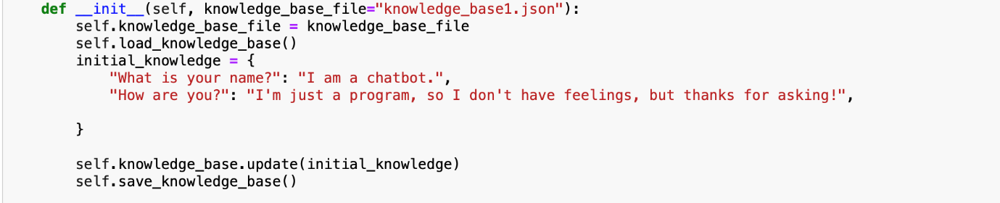 def __init__(self, knowledge_base_file="knowledge_base1.json"):
    self.knowledge_base_file = knowledge_base_file
    self.load_knowledge_base()
    initial_knowledge = {
        "What is your name?": "I am a chatbot.",
        "How are you?": "I'm just a program, so I don't have feelings, but thanks for asking!",
    }
    self.knowledge_base.update(initial_knowledge)
    self.save_knowledge_base()